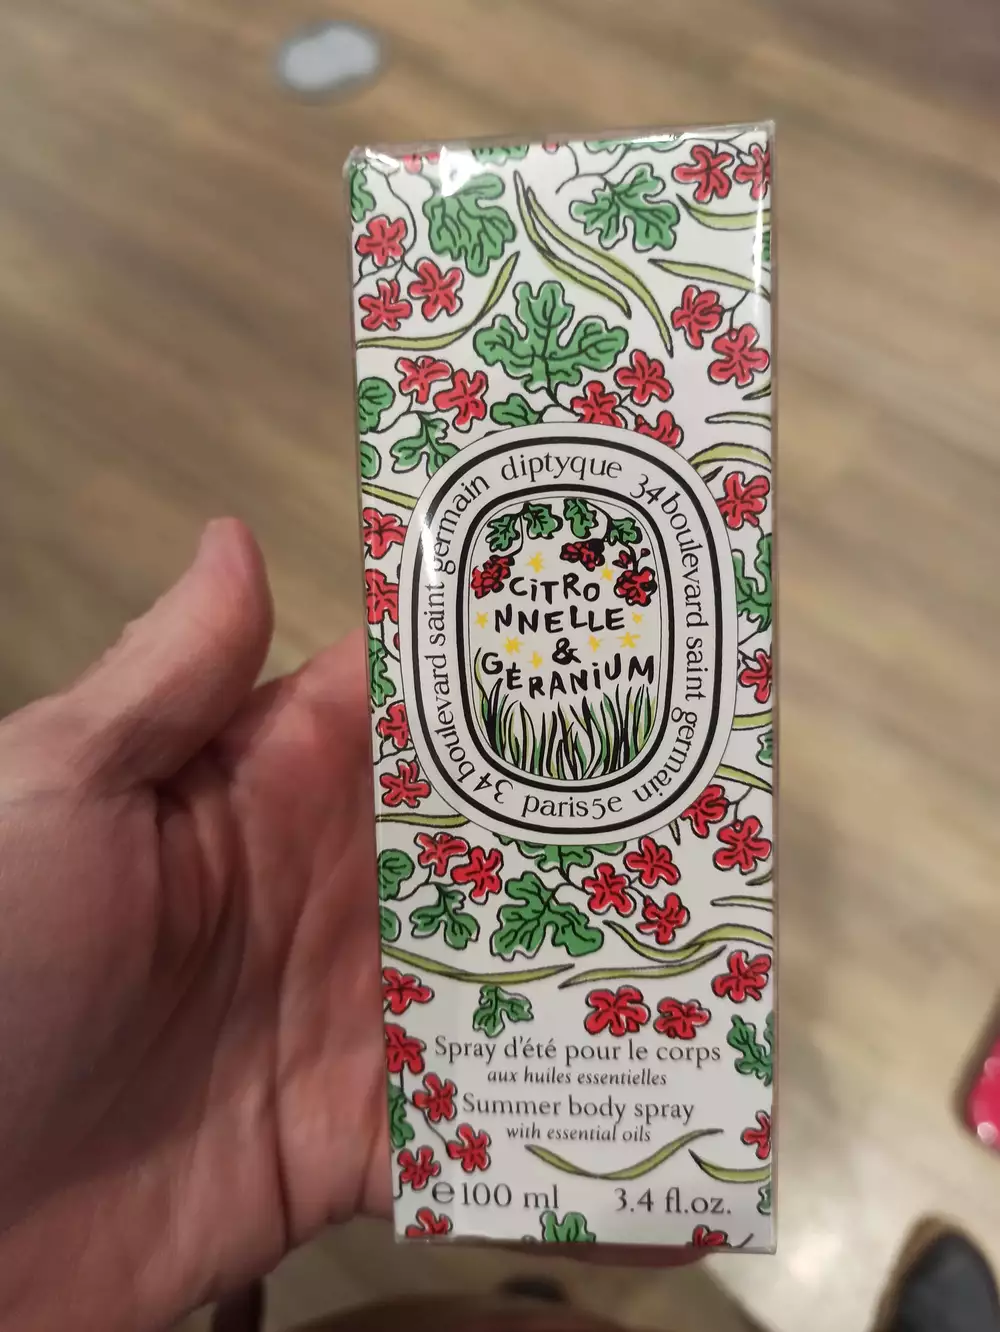 diptyque 34 boulevard saint germain paris 5e 34 boulevard saint germain
CITRO
NNELLE
&
GÉRANIUM
Spray d'été pour le corps
aux huiles essentielles
Summer body spray
with essential oils
e 100 ml 3.4 fl.oz.